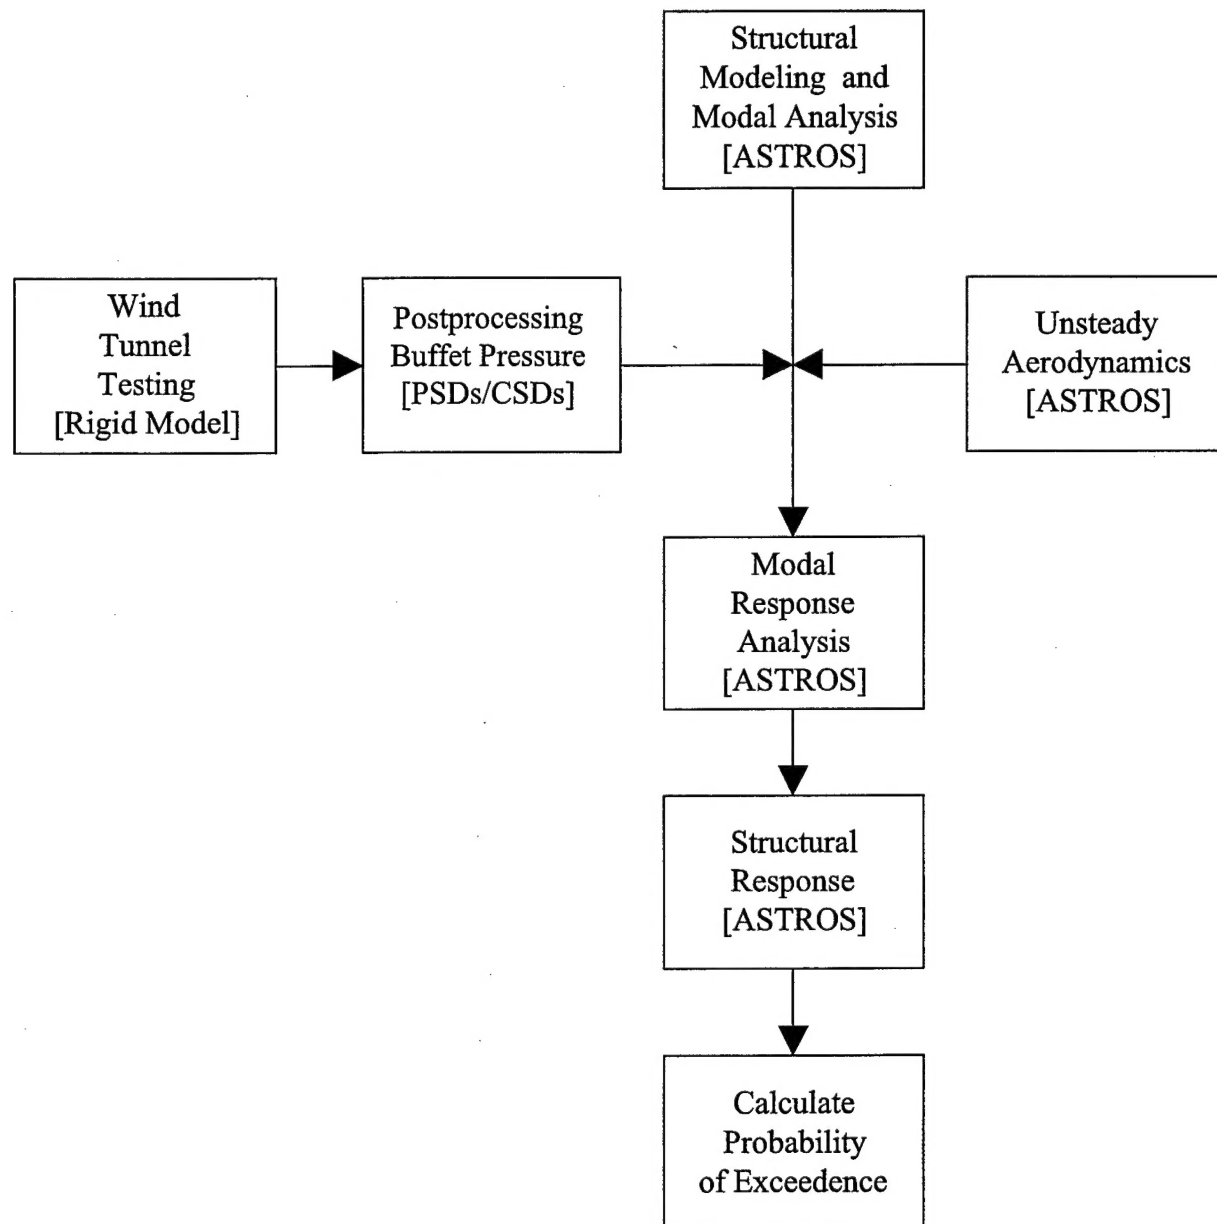 Structural
Modeling and
Modal Analysis
[ASTROS]
Wind
Tunnel
Testing
[Rigid Model]
Postprocessing
Buffet Pressure
[PSDs/CSDs]
Unsteady
Aerodynamics
[ASTROS]
Modal
Response
Analysis
[ASTROS]
Structural
Response
[ASTROS]
Calculate
Probability
of Exceedence